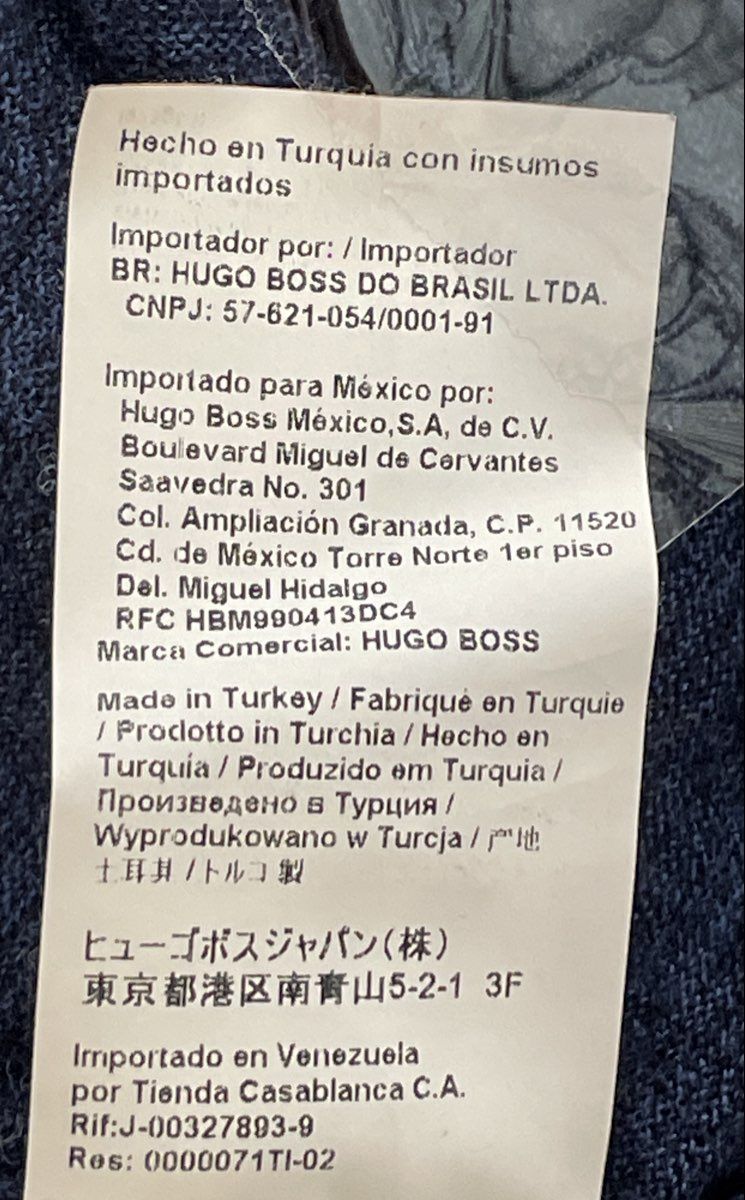 Hecho en Turquía con insumos
importados
Importador por: / Importador
BR: HUGO BOSS DO BRASIL LTDA.
CNPJ: 57-621-054/0001-91
Importado para México por:
Hugo Boss México,S.A, de C.V.
Boulevard Miguel de Cervantes
Saavedra No. 301
Col. Ampliación Granada, C.P. 11520
Cd. de México Torre Norte 1er piso
Del. Miguel Hidalgo
RFC HBM990413DC4
Marca Comercial: HUGO BOSS
Made in Turkey / Fabriqué en Turquie
/ Prodotto in Turchia / Hecho en
Turquía / Produzido em Turquia /
Произведено в Турция /
Wyprodukowano w Turcja / 产地
土耳其 / トルコ製
ヒューゴボスジャパン(株)
東京都港区南青山5-2-1 3F
Importado en Venezuela
por Tienda Casablanca C.A.
Rif:J-00327893-9
Res: 0000071TI-02